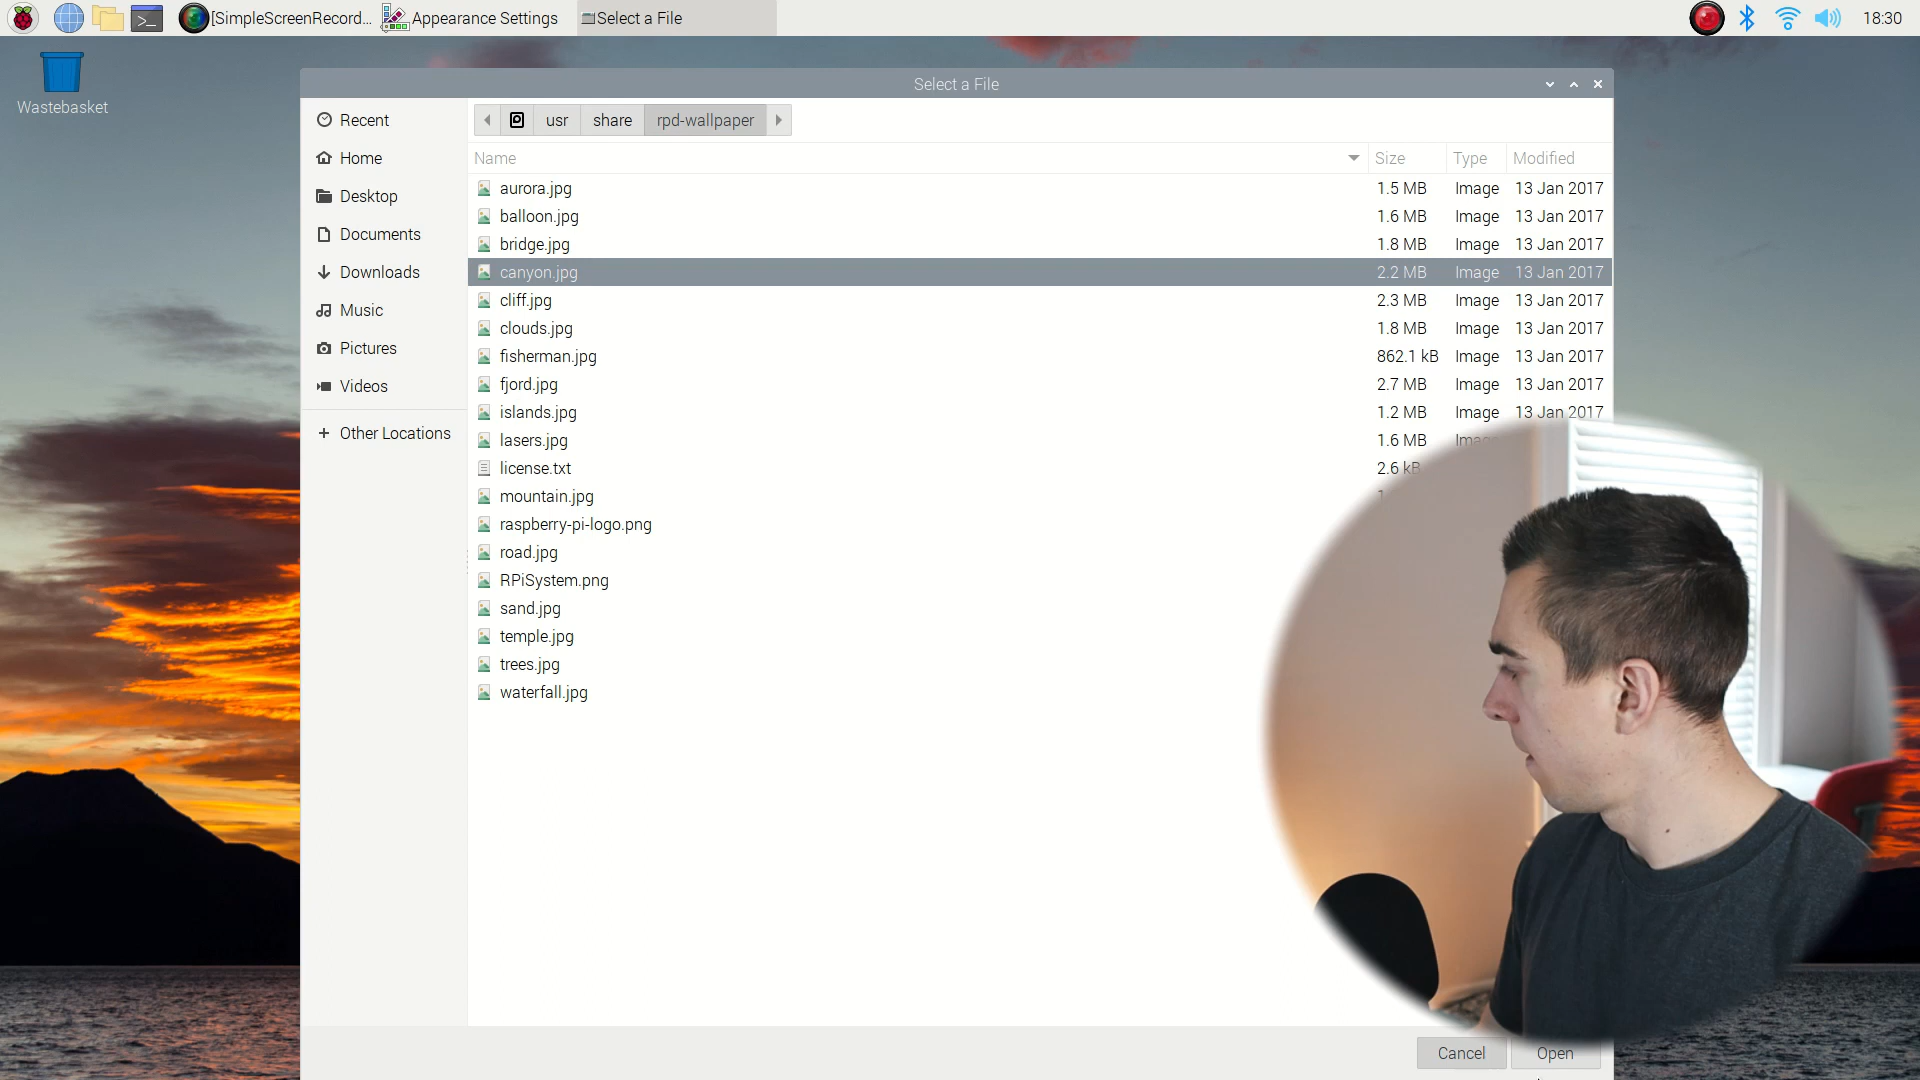 [SimpleScreenRecord... Appearance Settings Select a File 18:30
Wastebasket
Select a File
Recent
Home
Desktop
Documents
Downloads
Music
Pictures
Videos
Other Locations
usr share rpd-wallpaper
Name Size Type Modified
aurora.jpg 1.5 MB Image 13 Jan 2017
balloon.jpg 1.6 MB Image 13 Jan 2017
bridge.jpg 1.8 MB Image 13 Jan 2017
canyon.jpg 2.2 MB Image 13 Jan 2017
cliff.jpg 2.3 MB Image 13 Jan 2017
clouds.jpg 1.8 MB Image 13 Jan 2017
fisherman.jpg 862.1 kB Image 13 Jan 2017
fjord.jpg 2.7 MB Image 13 Jan 2017
islands.jpg 1.2 MB Image 13 Jan 2017
lasers.jpg 1.6 MB
license.txt 2.6 kB
mountain.jpg
raspberry-pi-logo.png
road.jpg
RPiSystem.png
sand.jpg
temple.jpg
trees.jpg
waterfall.jpg
Cancel Open